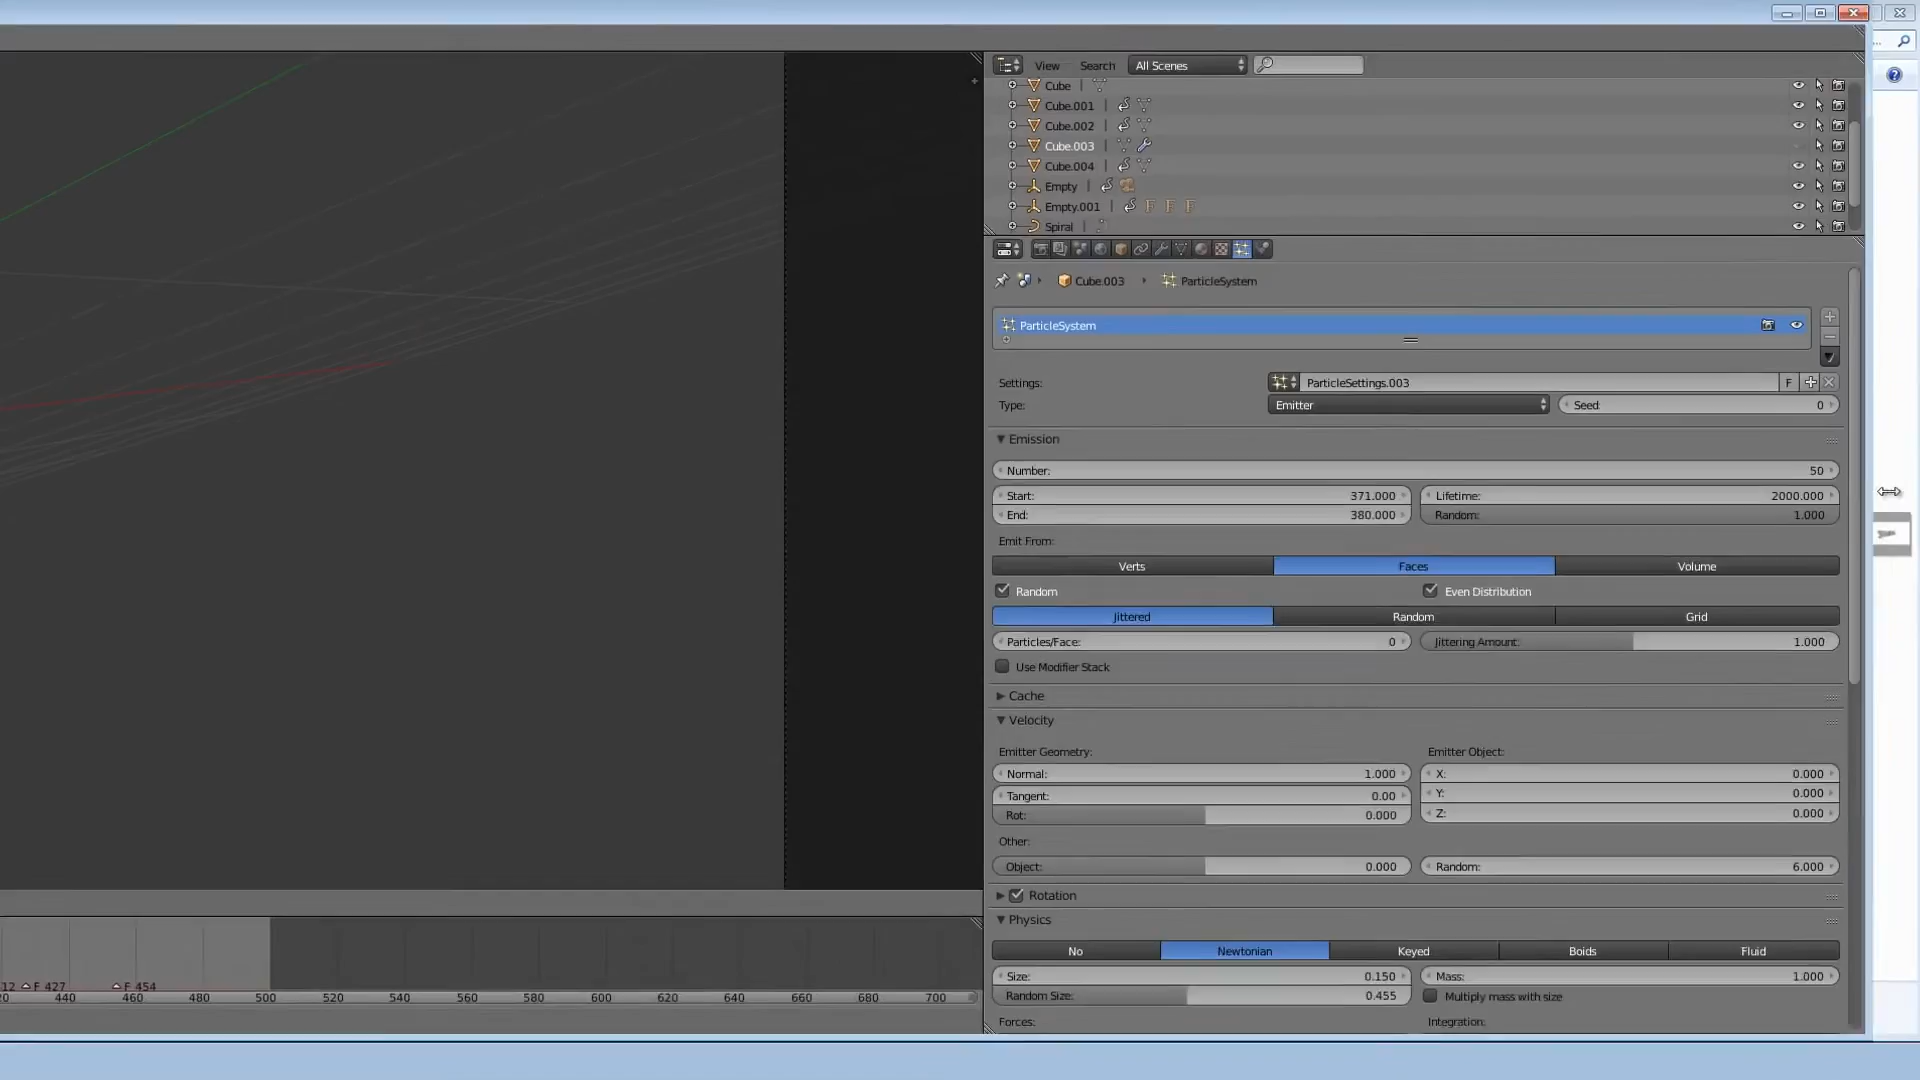 View Search All Scenes
Cube
Cube.001
Cube.002
Cube.003
Cube.004
Empty
Empty.001
Spiral
Cube.003 ParticleSystem
ParticleSystem
Settings: ParticleSettings.003 F
Type: Emitter Seed: 0
Emission
Number: 50
Start: 371.000 Lifetime: 2000.000
End: 380.000 Random: 1.000
Emit From:
Verts Faces Volume
Random Even Distribution
Jittered Random Grid
Particles/Face: 0 Jittering Amount: 1.000
Use Modifier Stack
Cache
Velocity
Emitter Geometry: Emitter Object:
Normal: 1.000 X: 0.000
Tangent: 0.00 Y: 0.000
Rot: 0.000 Z: 0.000
Other:
Object: 0.000 Random: 6.000
Rotation
Physics
No Newtonian Keyed Boids Fluid
Size: 0.150 Mass: 1.000
Random Size: 0.455 Multiply mass with size
Forces: Integration:
12 F 427 F 454
20 440 460 480 500 520 540 560 580 600 620 640 660 680 700